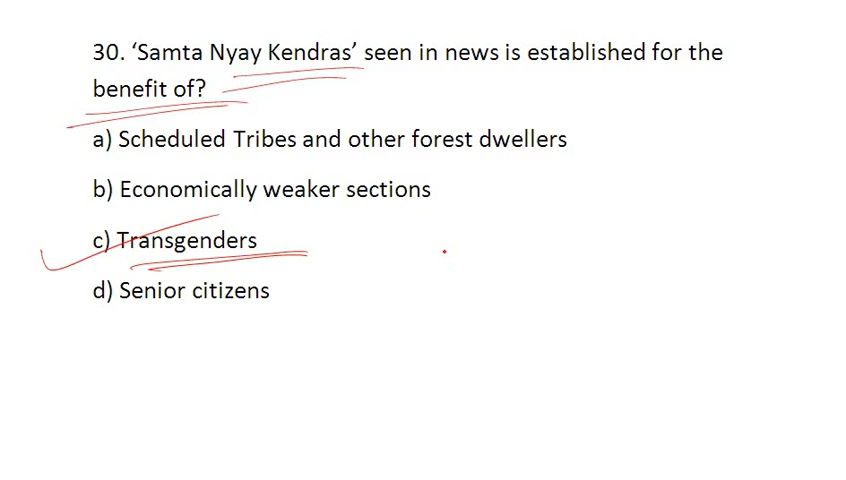 30. ‘Samta Nyay Kendras’ seen in news is established for the
benefit of?
a) Scheduled Tribes and other forest dwellers
b) Economically weaker sections
c) Transgenders
d) Senior citizens